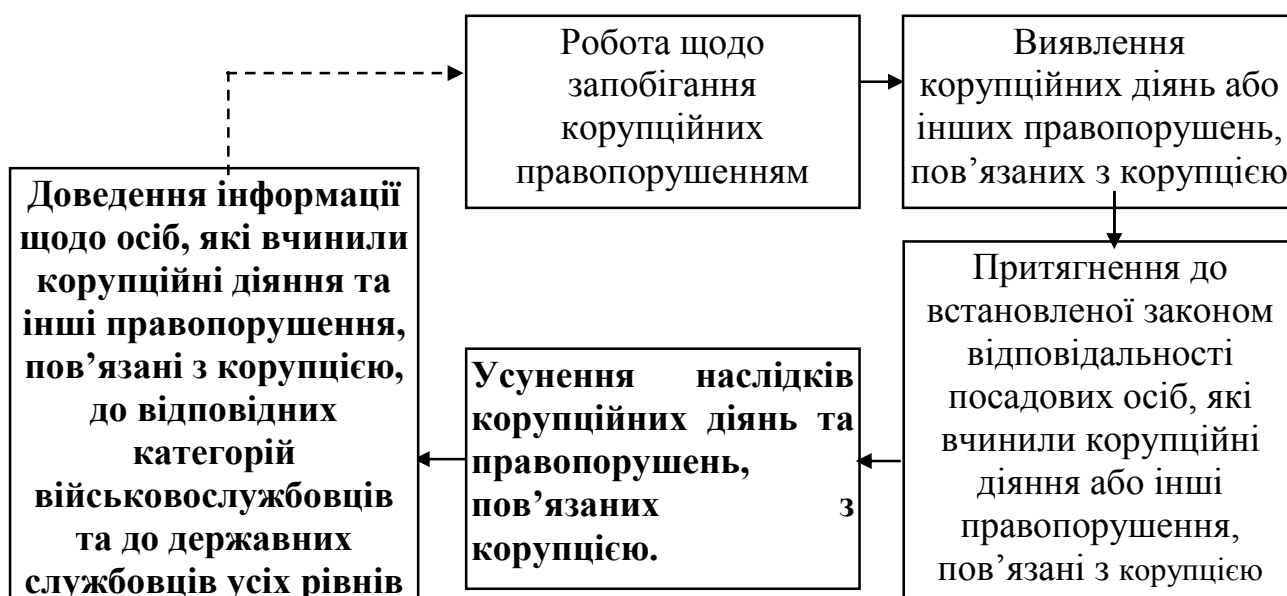 Робота щодо
запобігання
корупційних
правопорушенням
Виявлення
корупційних діянь або
інших правопорушень,
пов’язаних з корупцією
Притягнення до
встановленої законом
відповідальності
посадових осіб, які
вчинили корупційні
діяння або інші
правопорушення,
пов’язані з корупцією
Усунення наслідків
корупційних діянь та
правопорушень,
пов’язаних з
корупцією.
Доведення інформації
щодо осіб, які вчинили
корупційні діяння та
інші правопорушення,
пов’язані з корупцією,
до відповідних
категорій
військовослужбовців
та до державних
службовців усіх рівнів